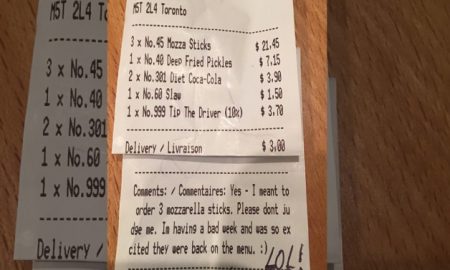 M5T 2L4 Toronto
3 x No.45 Mozza Sticks $ 21.45
1 x No.40 Deep Fried Pickles $ 7.15
2 x No.301 Diet Coca-Cola $ 3.90
1 x No.60 Slaw $ 1.50
1 x No.999 Tip The Driver (10%) $ 3.70
Delivery / Livraison $ 3.00
Comments: / Commentaires: Yes - I meant to
order 3 mozzarella sticks. Please dont ju
dge me. Im having a bad week and was so ex
cited they were back on the menu. :)
LOL!
M5T 2L4
3 x No.45
1 x No.40
2 x No.301
1 x No.60
1 x No.999
Delivery /